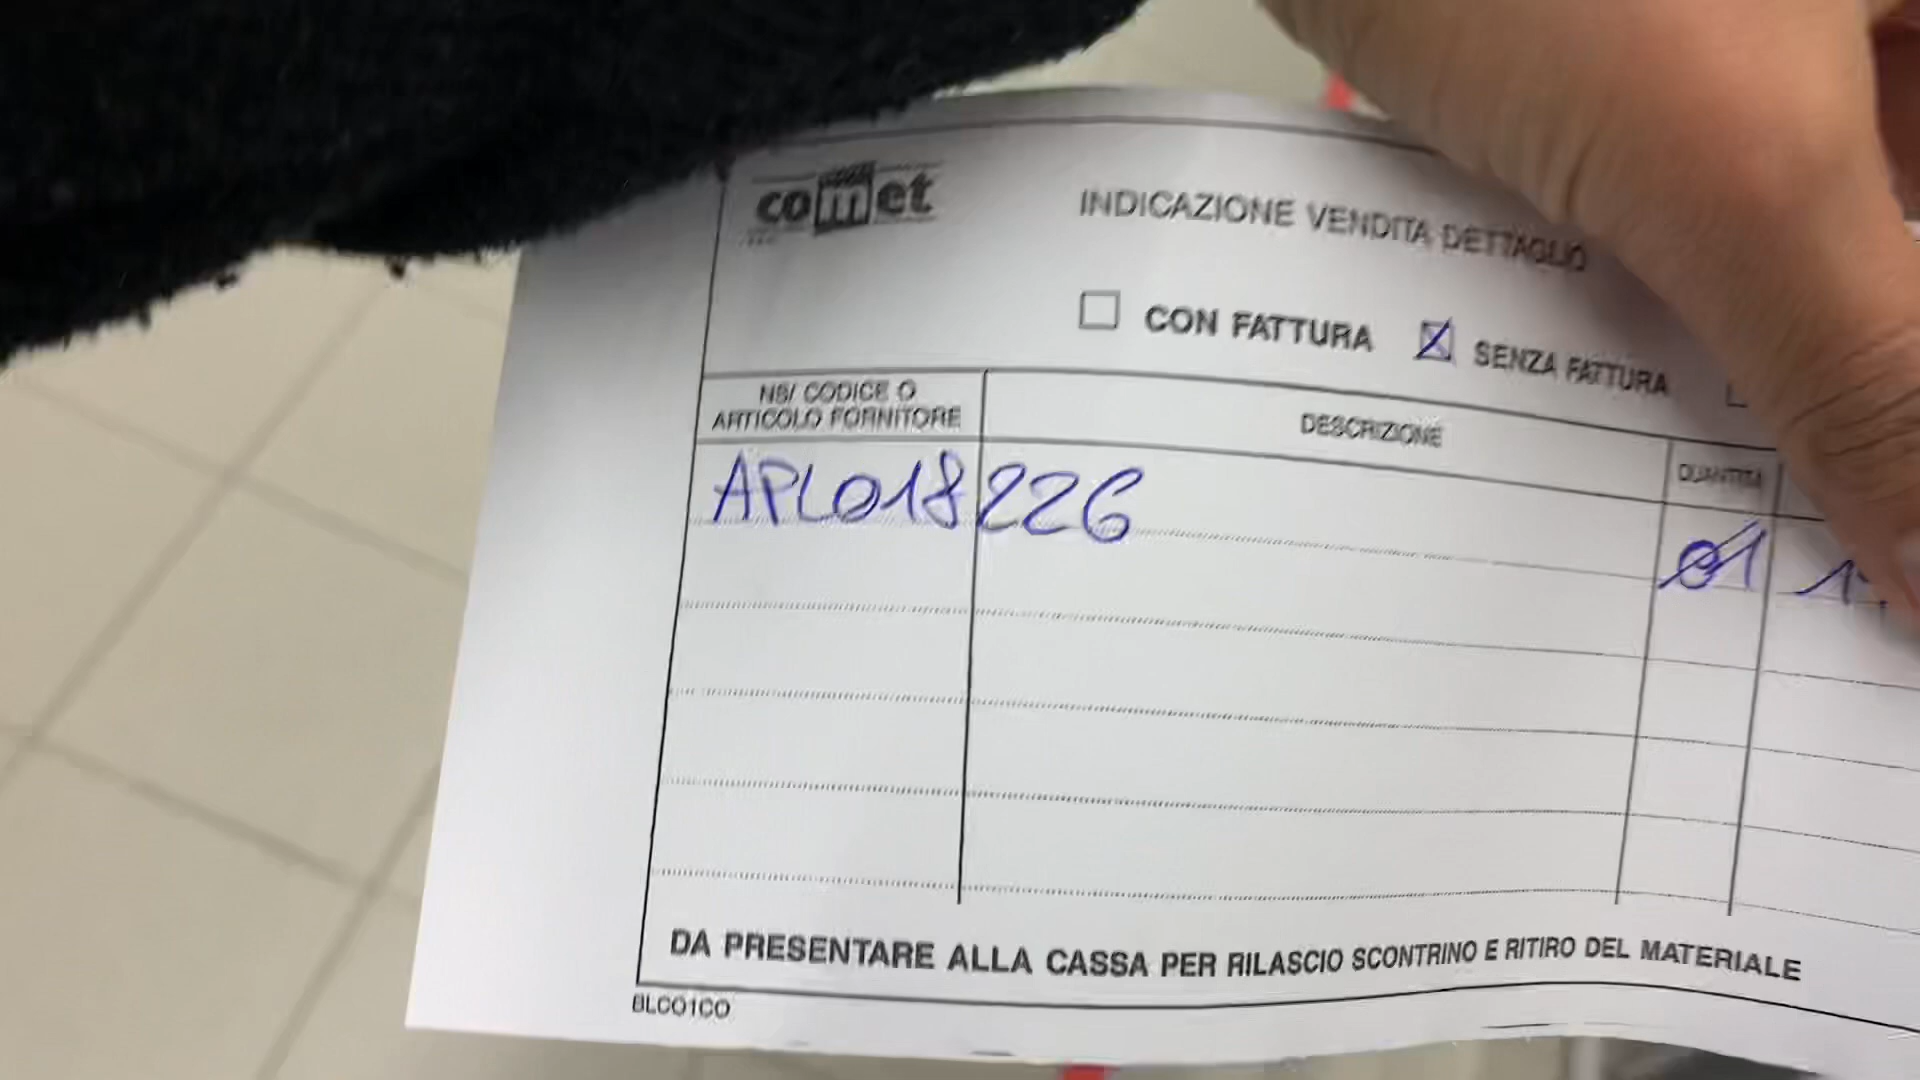 comet
INDICAZIONE VENDITA DETTAGLIO
CON FATTURA SENZA FATTURA
NS/ CODICE O
ARTICOLO FORNITORE
DESCRIZIONE
QUANTITÀ
APL018226
01
DA PRESENTARE ALLA CASSA PER RILASCIO SCONTRINO E RITIRO DEL MATERIALE
BLCO1CO